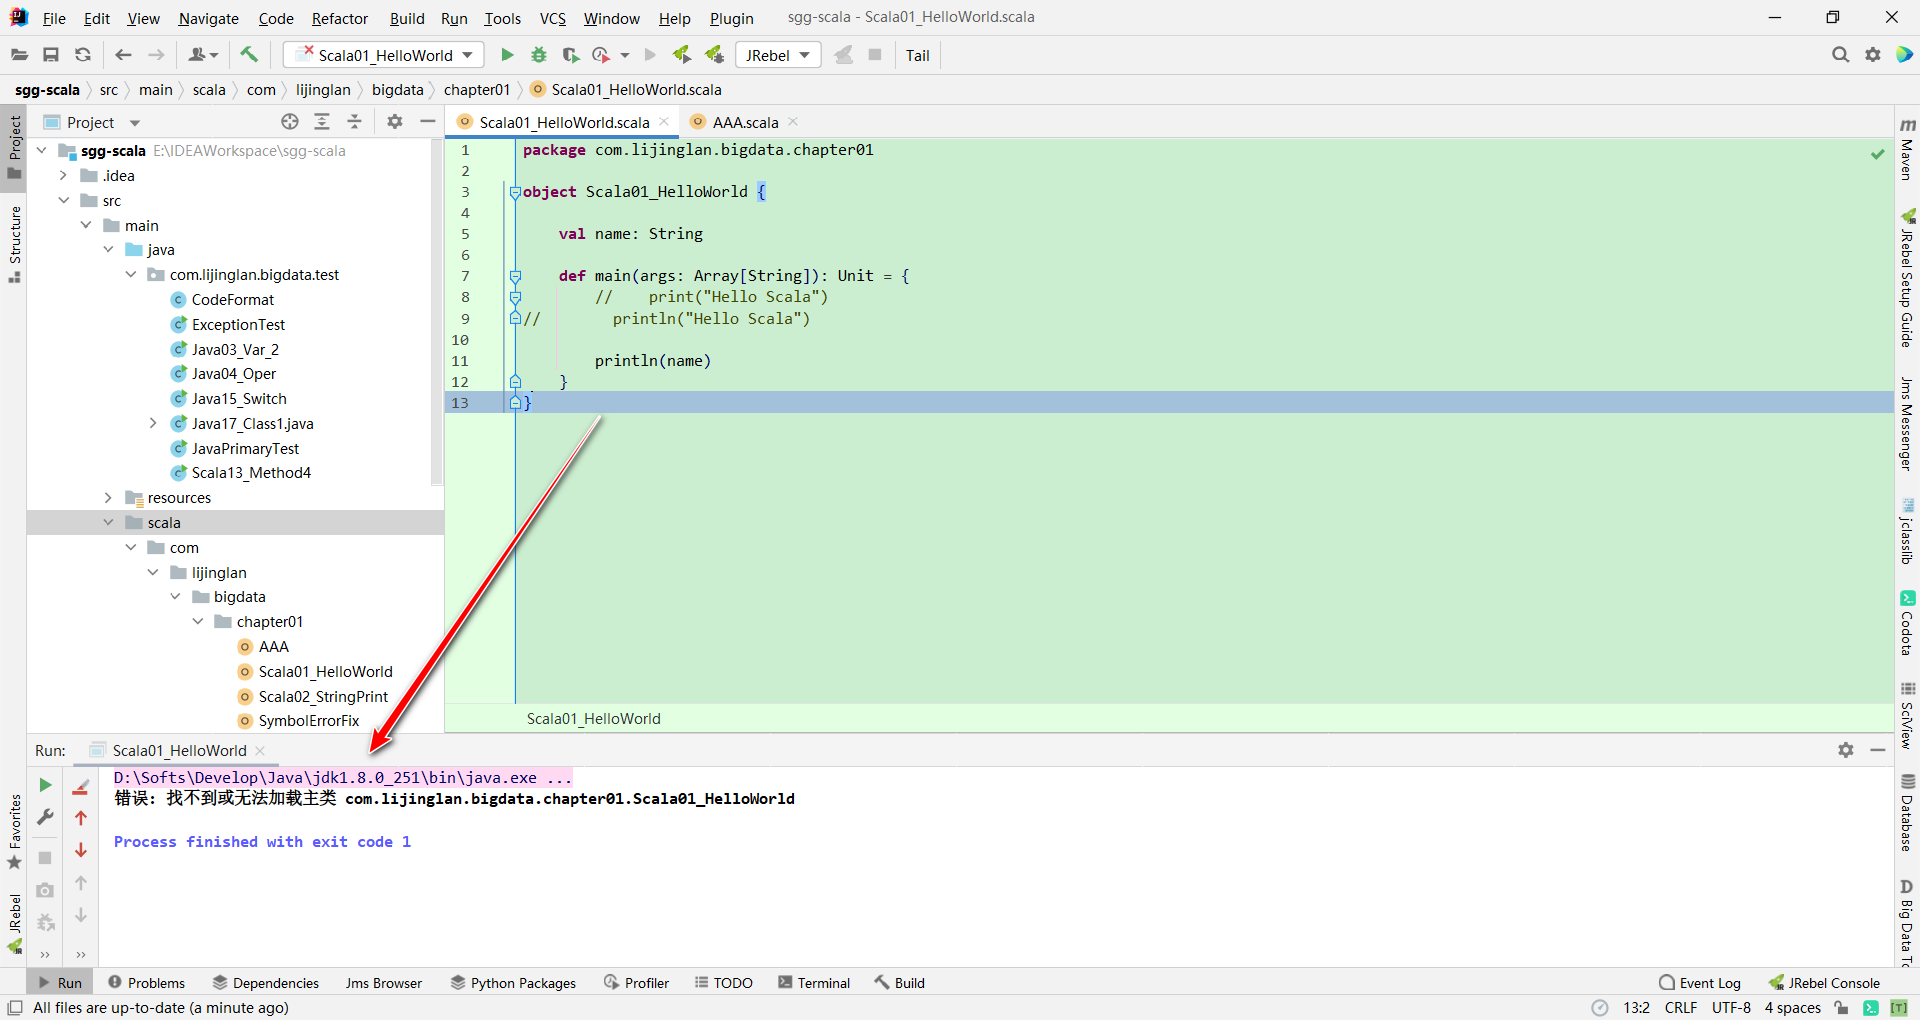 File Edit View Navigate Code Refactor Build Run Tools VCS Window Help Plugin sgg-scala - Scala01_HelloWorld.scala
Scala01_HelloWorld JRebel Tail
sgg-scala src main scala com lijinglan bigdata chapter01 Scala01_HelloWorld.scala
Project
Scala01_HelloWorld.scala AAA.scala
sgg-scala E:\IDEAWorkspace\sgg-scala
.idea
src
main
java
com.lijinglan.bigdata.test
CodeFormat
ExceptionTest
Java03_Var_2
Java04_Oper
Java15_Switch
Java17_Class1.java
JavaPrimaryTest
Scala13_Method4
resources
scala
com
lijinglan
bigdata
chapter01
AAA
Scala01_HelloWorld
Scala02_StringPrint
SymbolErrorFix
1 package com.lijinglan.bigdata.chapter01
2
3 object Scala01_HelloWorld {
4
5 val name: String
6
7 def main(args: Array[String]): Unit = {
8 // print("Hello Scala")
9 // println("Hello Scala")
10
11 println(name)
12 }
13 }
Scala01_HelloWorld
Project
Structure
Favorites
JRebel
Maven
JRebel Setup Guide
Jms Messenger
jclasslib
Codota
SciView
Database
Big Data To
Run: Scala01_HelloWorld
D:\Softs\Develop\Java\jdk1.8.0_251\bin\java.exe ...
错误: 找不到或无法加载主类 com.lijinglan.bigdata.chapter01.Scala01_HelloWorld
Process finished with exit code 1
Run Problems Dependencies Jms Browser Python Packages Profiler TODO Terminal Build Event Log JRebel Console
All files are up-to-date (a minute ago) 13:2 CRLF UTF-8 4 spaces